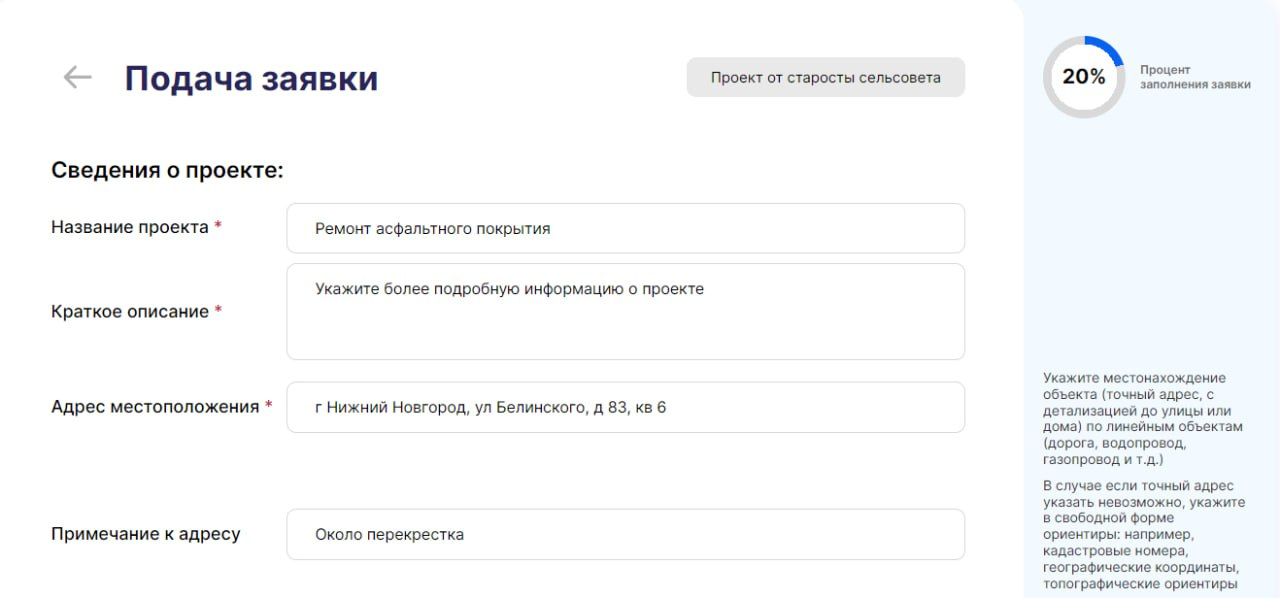 Подача заявки
Проект от старосты сельсовета
20%
Процент
заполнения заявки
Сведения о проекте:
Название проекта *
Ремонт асфальтного покрытия
Краткое описание *
Укажите более подробную информацию о проекте
Адрес местоположения *
г Нижний Новгород, ул Белинского, д 83, кв 6
Примечание к адресу
Около перекрестка
Укажите местонахождение
объекта (точный адрес, с
детализацией до улицы или
дома) по линейным объектам
(дорога, водопровод,
газопровод и т.д.)
В случае если точный адрес
указать невозможно, укажите
в свободной форме
ориентиры: например,
кадастровые номера,
географические координаты,
топографические ориентиры